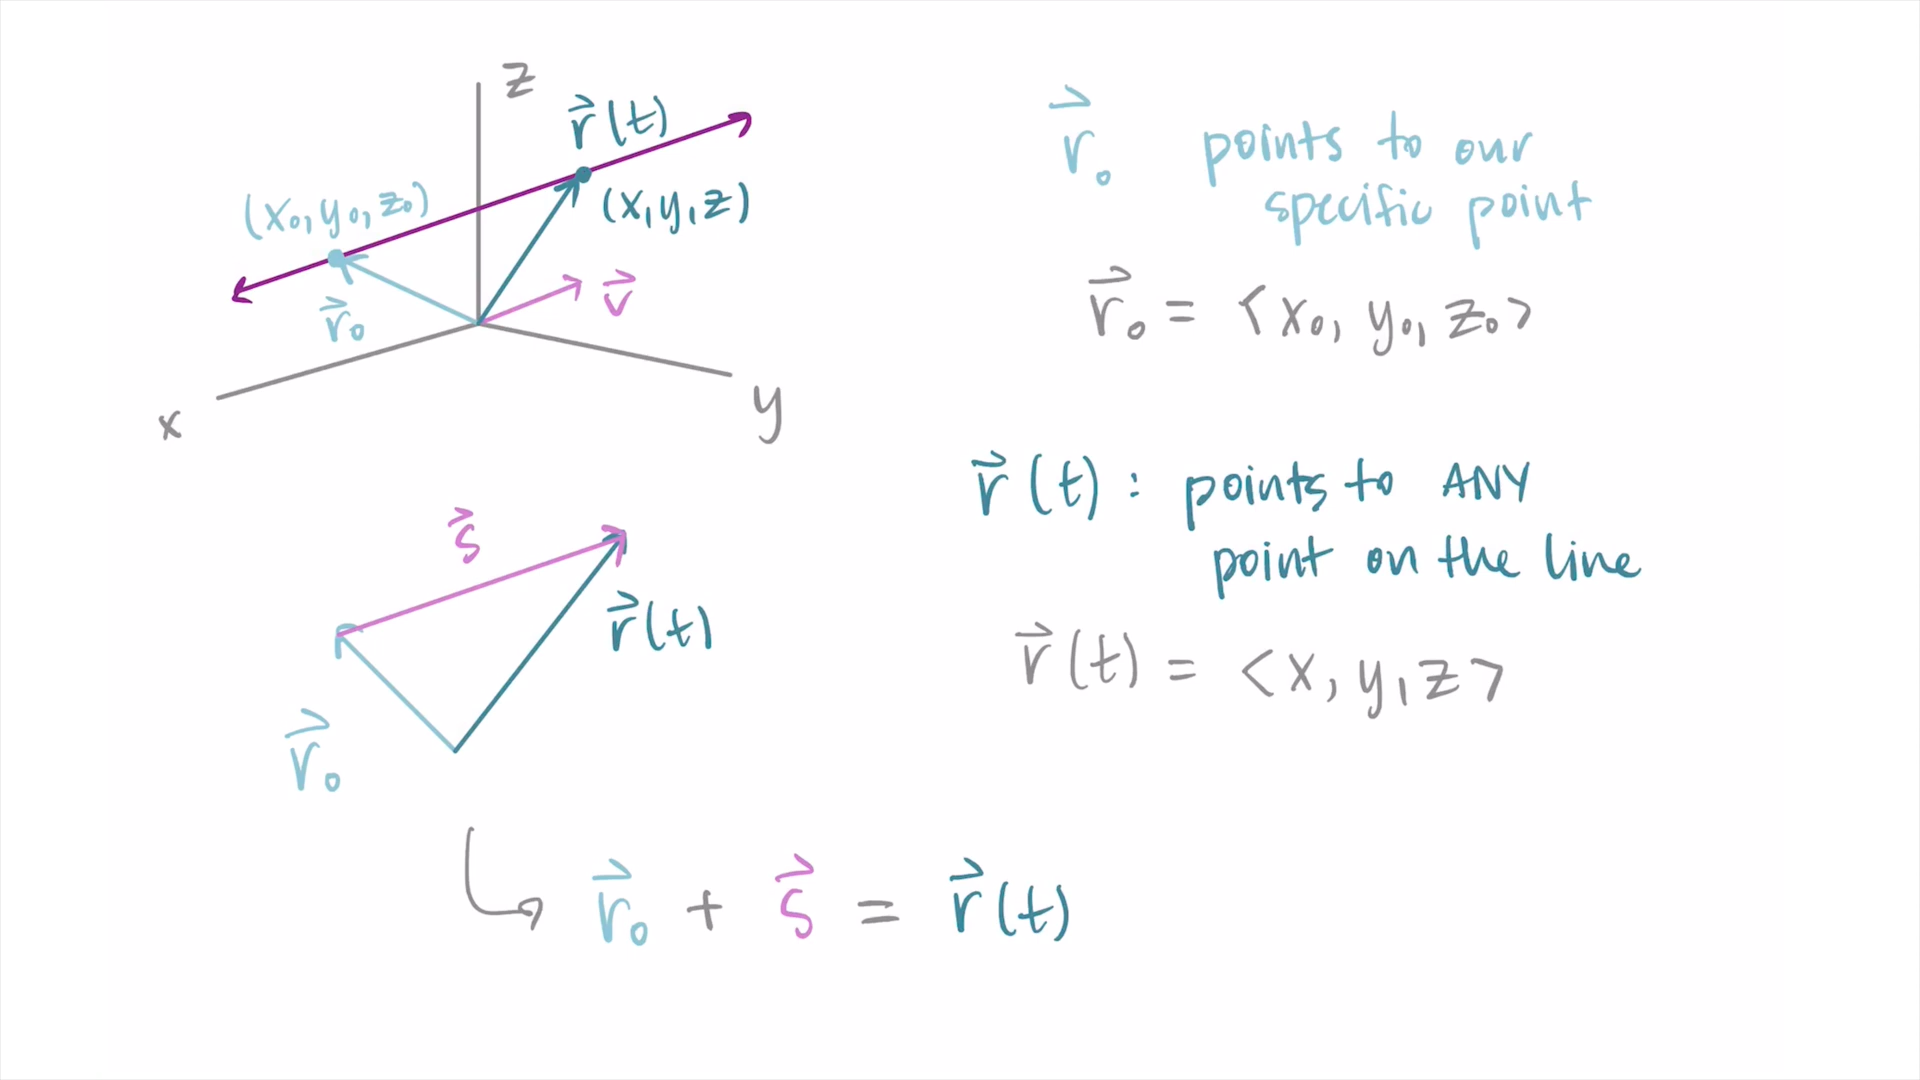 z
r⃗(t)
(x₀, y₀, z₀)
(x, y, z)
v⃗
r⃗₀
x
y
s⃗
r⃗(t)
r⃗₀
r⃗₀ + s⃗ = r⃗(t)
r⃗₀ points to our
specific point
r⃗₀ = <x₀, y₀, z₀>
r⃗(t) : points to ANY
point on the line
r⃗(t) = <x, y, z>